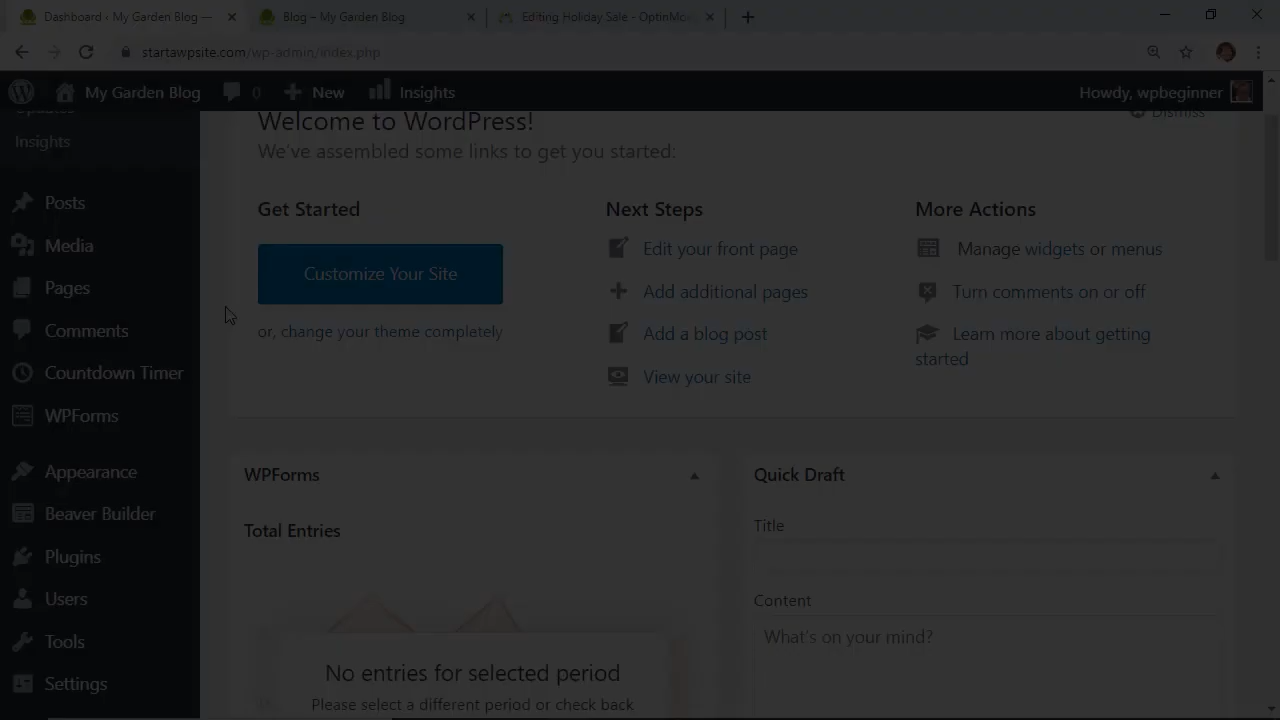 Dashboard ‹ My Garden Blog —
Blog – My Garden Blog
Editing Holiday Sale - OptinMo
startawpsite.com/wp-admin/index.php
My Garden Blog
0
New
Insights
Howdy, wpbeginner
Updates
Insights
Posts
Media
Pages
Comments
Countdown Timer
WPForms
Appearance
Beaver Builder
Plugins
Users
Tools
Settings
Welcome to WordPress!
Dismiss
We've assembled some links to get you started:
Get Started
Customize Your Site
or, change your theme completely
Next Steps
Edit your front page
Add additional pages
Add a blog post
View your site
More Actions
Manage widgets or menus
Turn comments on or off
Learn more about getting
started
WPForms
Total Entries
No entries for selected period
Please select a different period or check back
Quick Draft
Title
Content
What's on your mind?